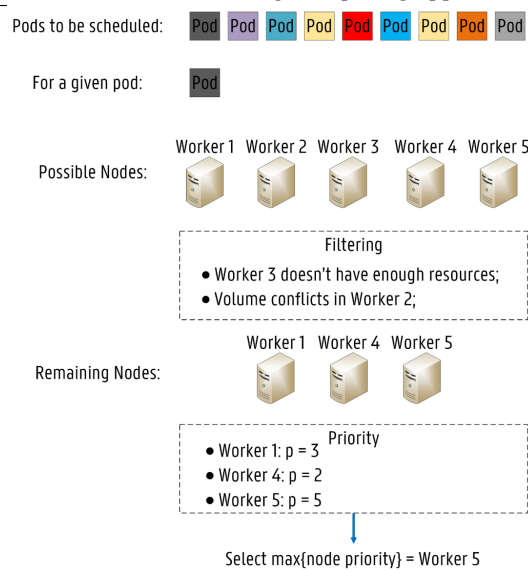 Pods to be scheduled: Pod Pod Pod Pod Pod Pod Pod Pod Pod
For a given pod: Pod
Worker 1 Worker 2 Worker 3 Worker 4 Worker 5
Possible Nodes:
Filtering
● Worker 3 doesn't have enough resources;
● Volume conflicts in Worker 2;
Worker 1 Worker 4 Worker 5
Remaining Nodes:
Priority
● Worker 1: p = 3
● Worker 4: p = 2
● Worker 5: p = 5
Select max{node priority} = Worker 5